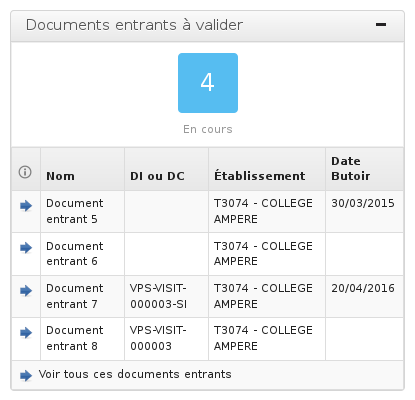 Documents entrants à valider
4
En cours
Nom DI ou DC Établissement Date Butoir
Document entrant 5 T3074 - COLLEGE AMPERE 30/03/2015
Document entrant 6 T3074 - COLLEGE AMPERE
Document entrant 7 VPS-VISIT-000003-SI T3074 - COLLEGE AMPERE 20/04/2016
Document entrant 8 VPS-VISIT-000003 T3074 - COLLEGE AMPERE
Voir tous ces documents entrants